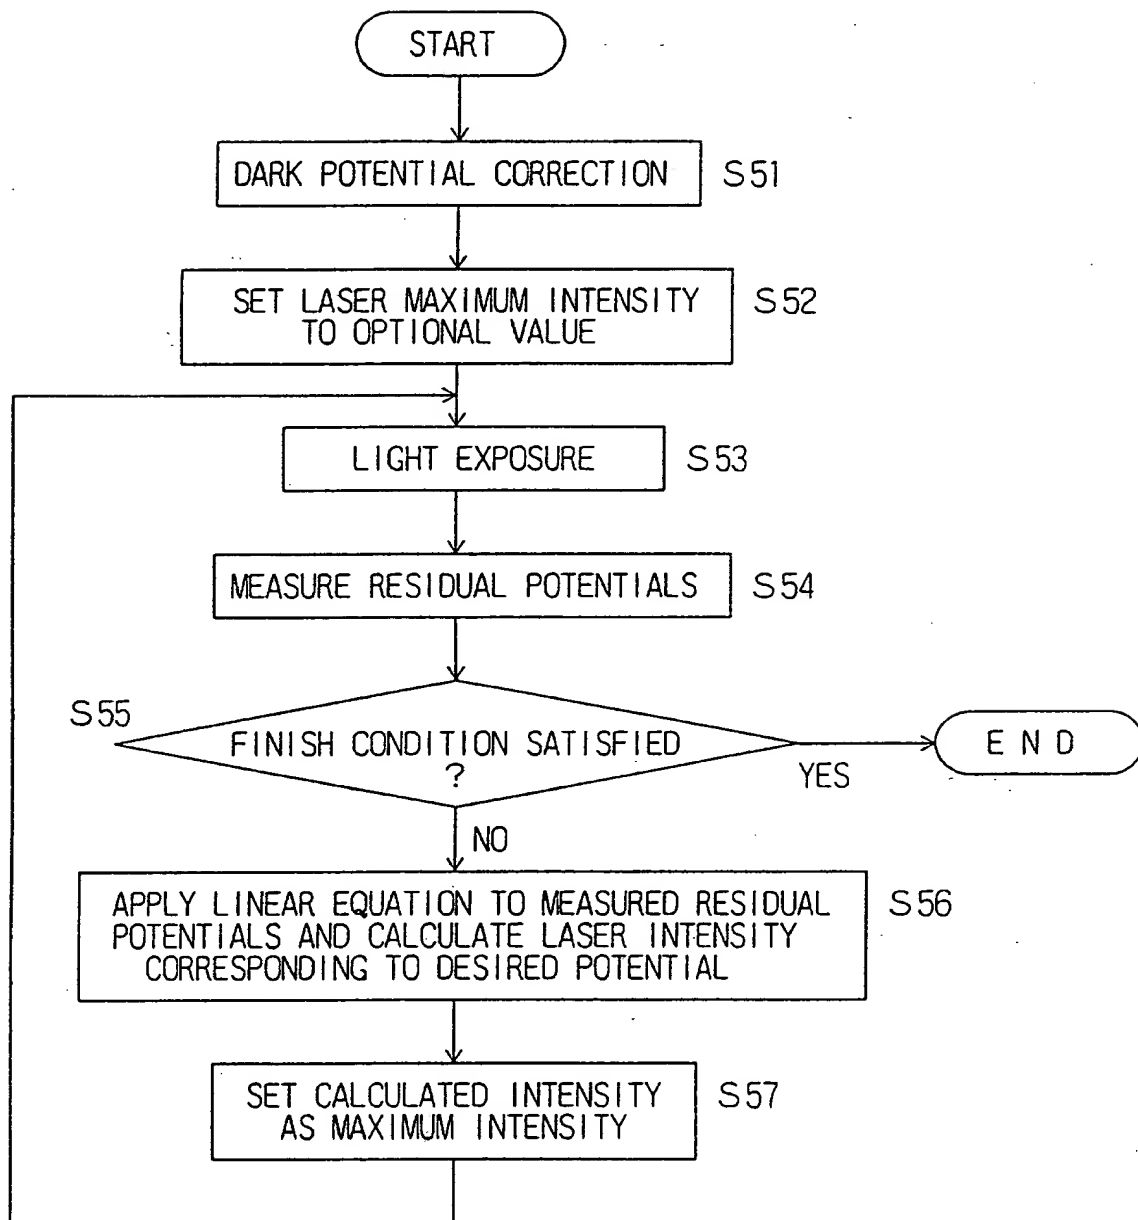 START
DARK POTENTIAL CORRECTION
S51
SET LASER MAXIMUM INTENSITY
TO OPTIONAL VALUE
S52
LIGHT EXPOSURE
S53
MEASURE RESIDUAL POTENTIALS
S54
S55
FINISH CONDITION SATISFIED
?
YES
END
NO
APPLY LINEAR EQUATION TO MEASURED RESIDUAL
POTENTIALS AND CALCULATE LASER INTENSITY
CORRESPONDING TO DESIRED POTENTIAL
S56
SET CALCULATED INTENSITY
AS MAXIMUM INTENSITY
S57